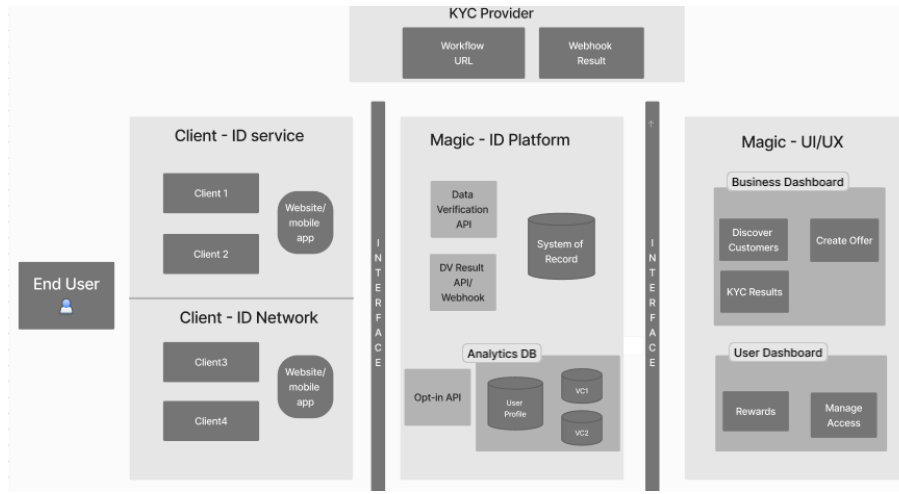 KYC Provider
Workflow
URL
Webhook
Result
Client - ID service
Client 1
Client 2
Website/
mobile
app
End User
Client - ID Network
Client3
Client4
Website/
mobile
app
INTERFACE
Magic - ID Platform
Data
Verification
API
DV Result
API/
Webhook
System of
Record
Analytics DB
Opt-in API
User
Profile
VC1
VC2
INTERFACE
Magic - UI/UX
Business Dashboard
Discover
Customers
Create Offer
KYC Results
User Dashboard
Rewards
Manage
Access